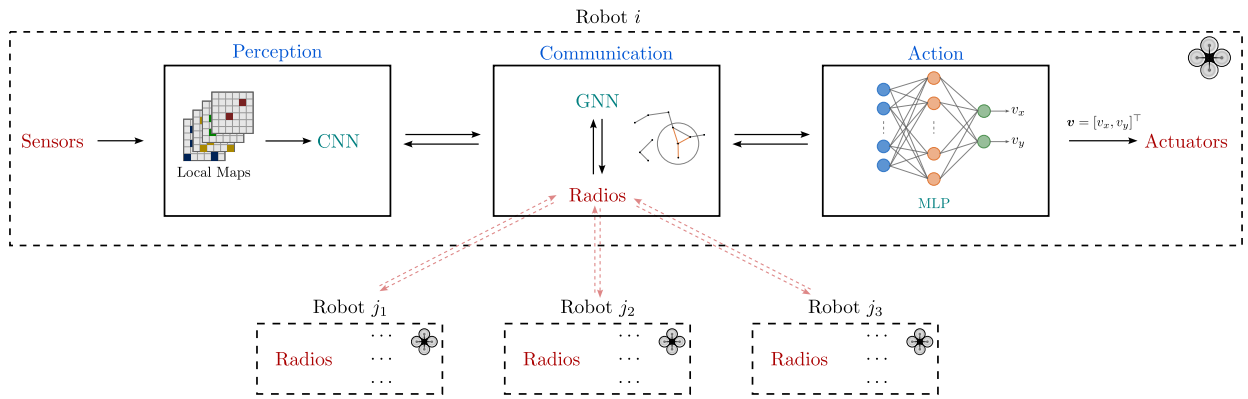 Robot i
Perception
Communication
Action
Sensors
Local Maps
CNN
GNN
Radios
v_x
v_y
MLP
v = [v_x, v_y]^⊤
Actuators
Robot j_1
Robot j_2
Robot j_3
Radios
...
...
...
Radios
...
...
...
Radios
...
...
...